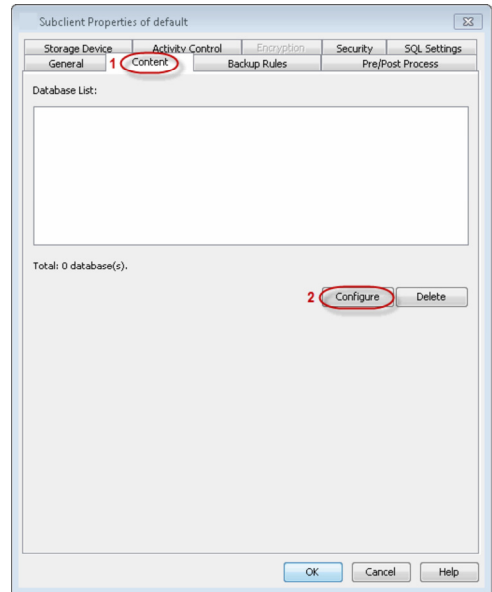 Subclient Properties of default
Storage Device Activity Control Encryption Security SQL Settings
General 1 Content Backup Rules Pre/Post Process
Database List:
Total: 0 database(s).
2 Configure Delete
OK Cancel Help